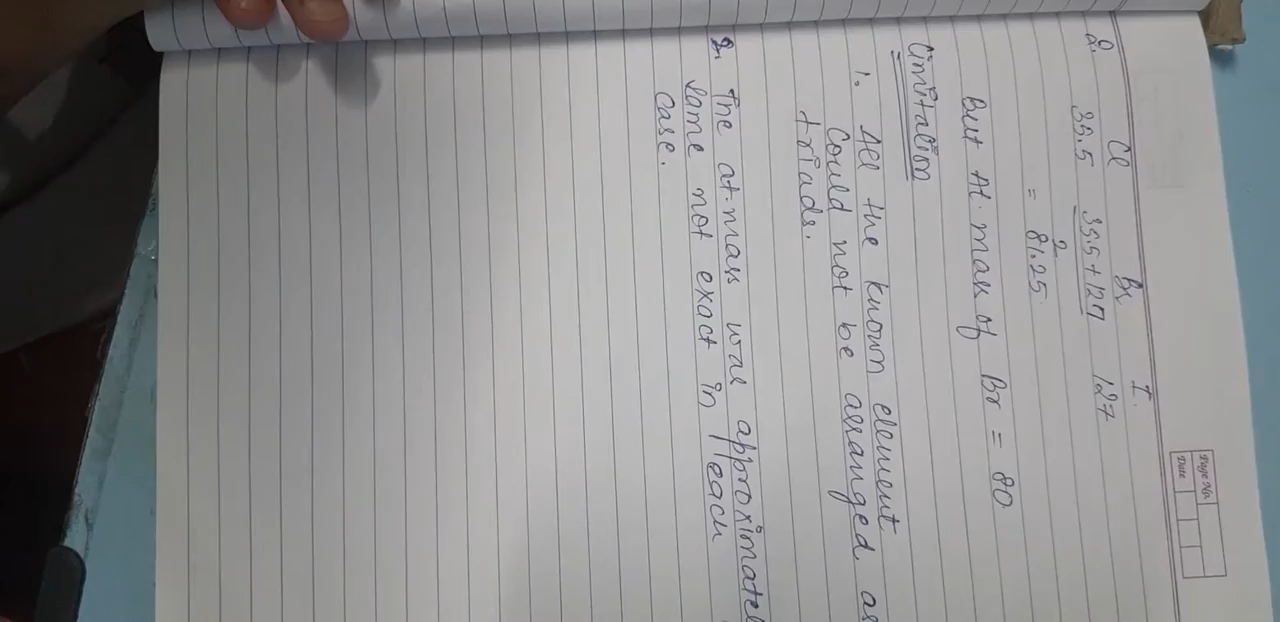 Page No.
Date
2. Cl Br I.
35.5 35.5+127 127
2
= 81.25
But At. mass of Br = 80
Limitation
1. All the known element
Could not be arranged as
triads.
2. The at. mass was approximatel
same not exact in each
case.